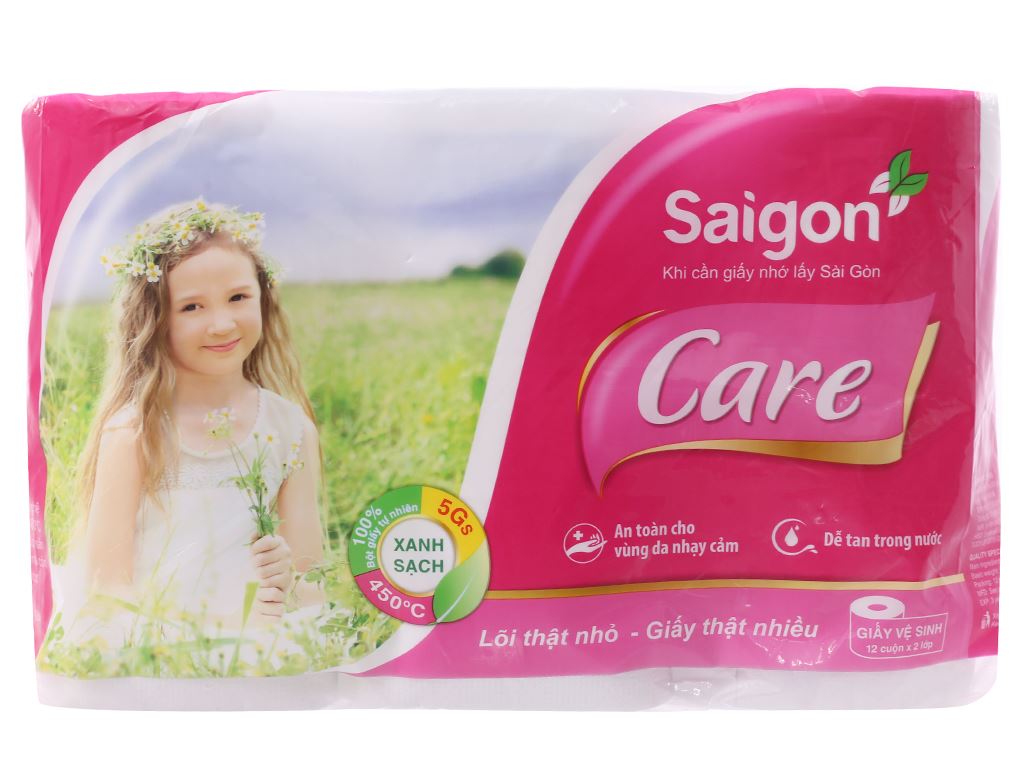 Saigon
Khi cần giấy nhớ lấy Sài Gòn
Care
An toàn cho
vùng da nhạy cảm
Dễ tan trong nước
100%
Bột giấy tự nhiên
5Gs
XANH
SẠCH
450°C
Lõi thật nhỏ - Giấy thật nhiều
GIẤY VỆ SINH
12 cuộn x 2 lớp
QUALITY SPEC